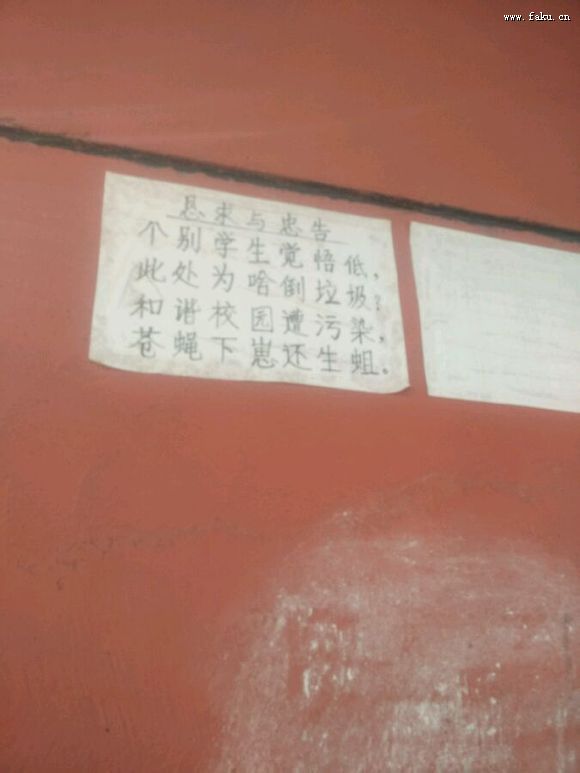 www.faku.cn
恳求与忠告
个别学生觉悟低,
此处为啥倒垃圾?
和谐校园遭污染,
苍蝇下崽还生蛆.